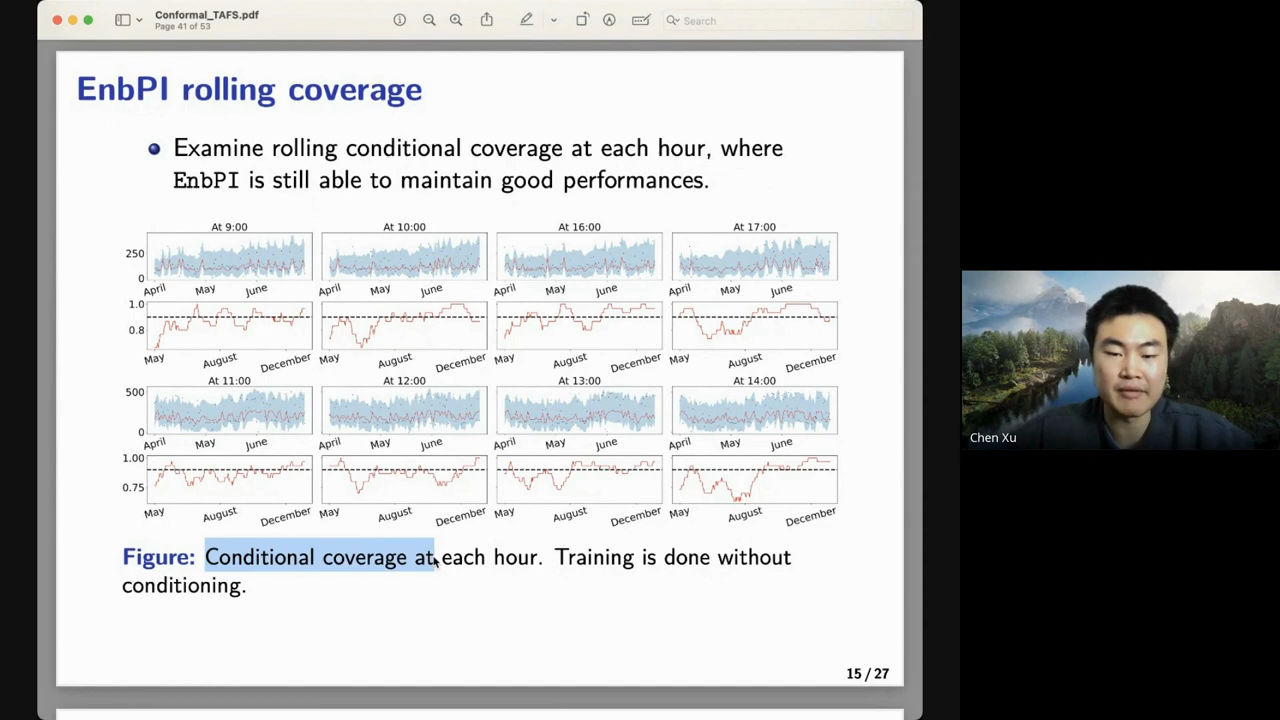 Conformal_TAFS.pdf
Page 41 of 53
Search
EnbPI rolling coverage
Examine rolling conditional coverage at each hour, where
EnbPI is still able to maintain good performances.
At 9:00 At 10:00 At 16:00 At 17:00
250
0
April May June April May June April May June April May June
1.0
0.8
May August December May August December May August December May August December
At 11:00 At 12:00 At 13:00 At 14:00
500
0
April May June April May June April May June April May June
1.00
0.75
May August December May August December May August December May August December
Figure: Conditional coverage at each hour. Training is done without
conditioning.
15 / 27
Chen Xu